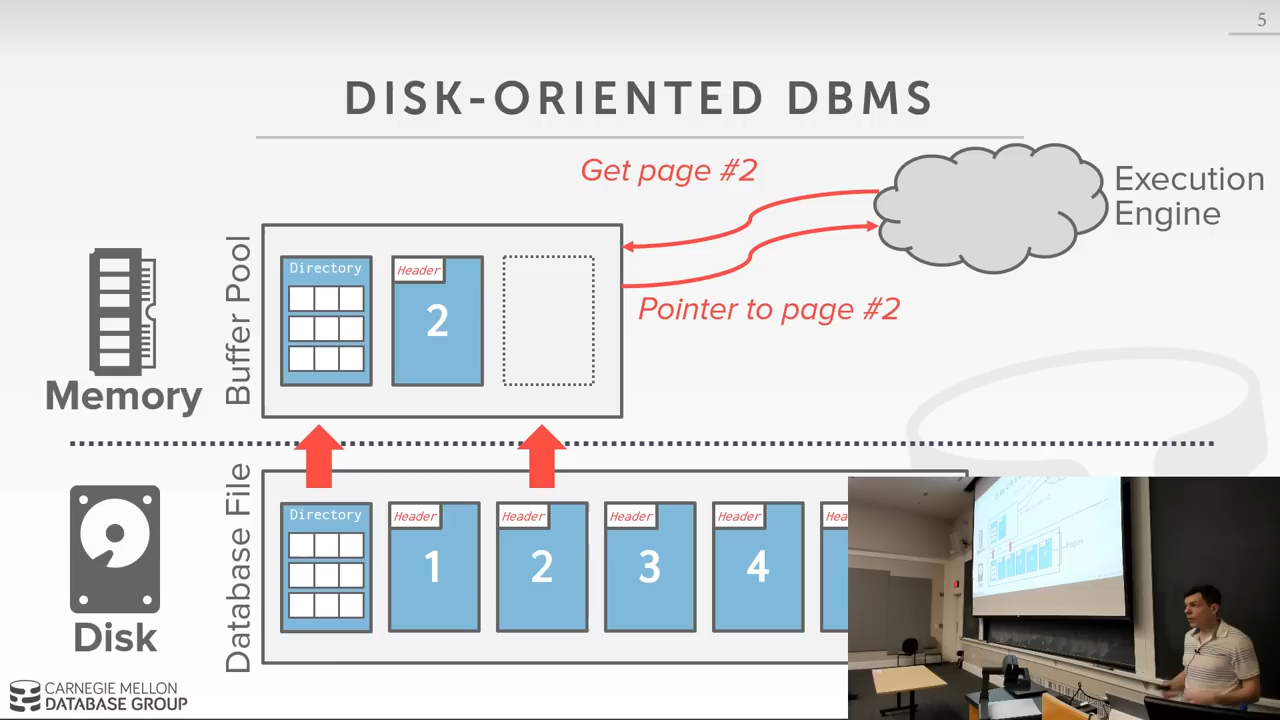 5
DISK-ORIENTED DBMS
Get page #2
Execution
Engine
Buffer Pool
Directory
Header
2
Pointer to page #2
Memory
Database File
Directory
Header
1
Header
2
Header
3
Header
4
Hea
Disk
CARNEGIE MELLON
DATABASE GROUP